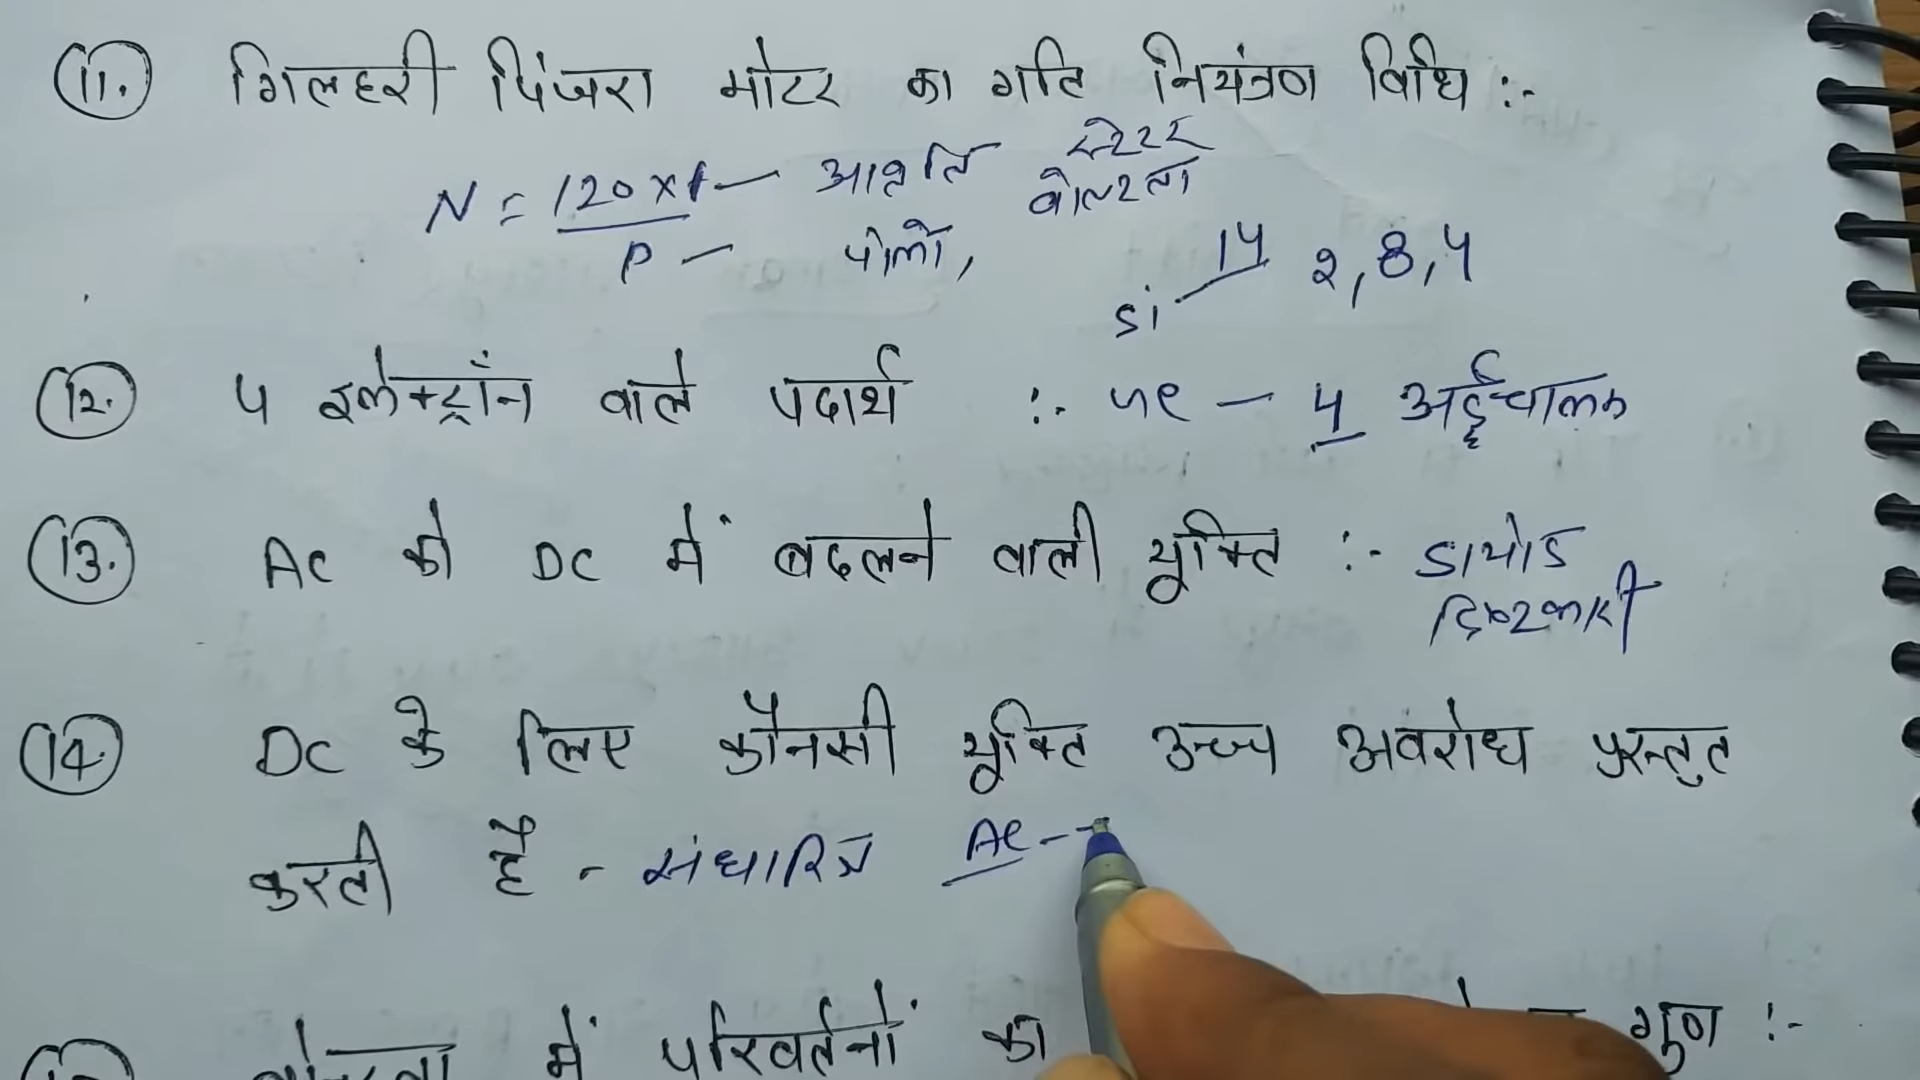 11. गिलहरी पिंजरा मोटर का गति नियंत्रण विधि :-
N = 120×f — आवृति स्टेटर वोल्टता
P — पोलो,
Si 14 2,8,4
12. 4 इलेक्ट्रॉन वाले पदार्थ :- — 4 अर्द्धचालक
13. AC को DC में बदलने वाली यूक्ति :- डायोड
दिष्टकारी
14. DC के लिए कौनसी यूक्ति उच्च अवरोध प्रस्तुत
करती है - संधारित्र AC -
में परिवर्तनों का गुण :-